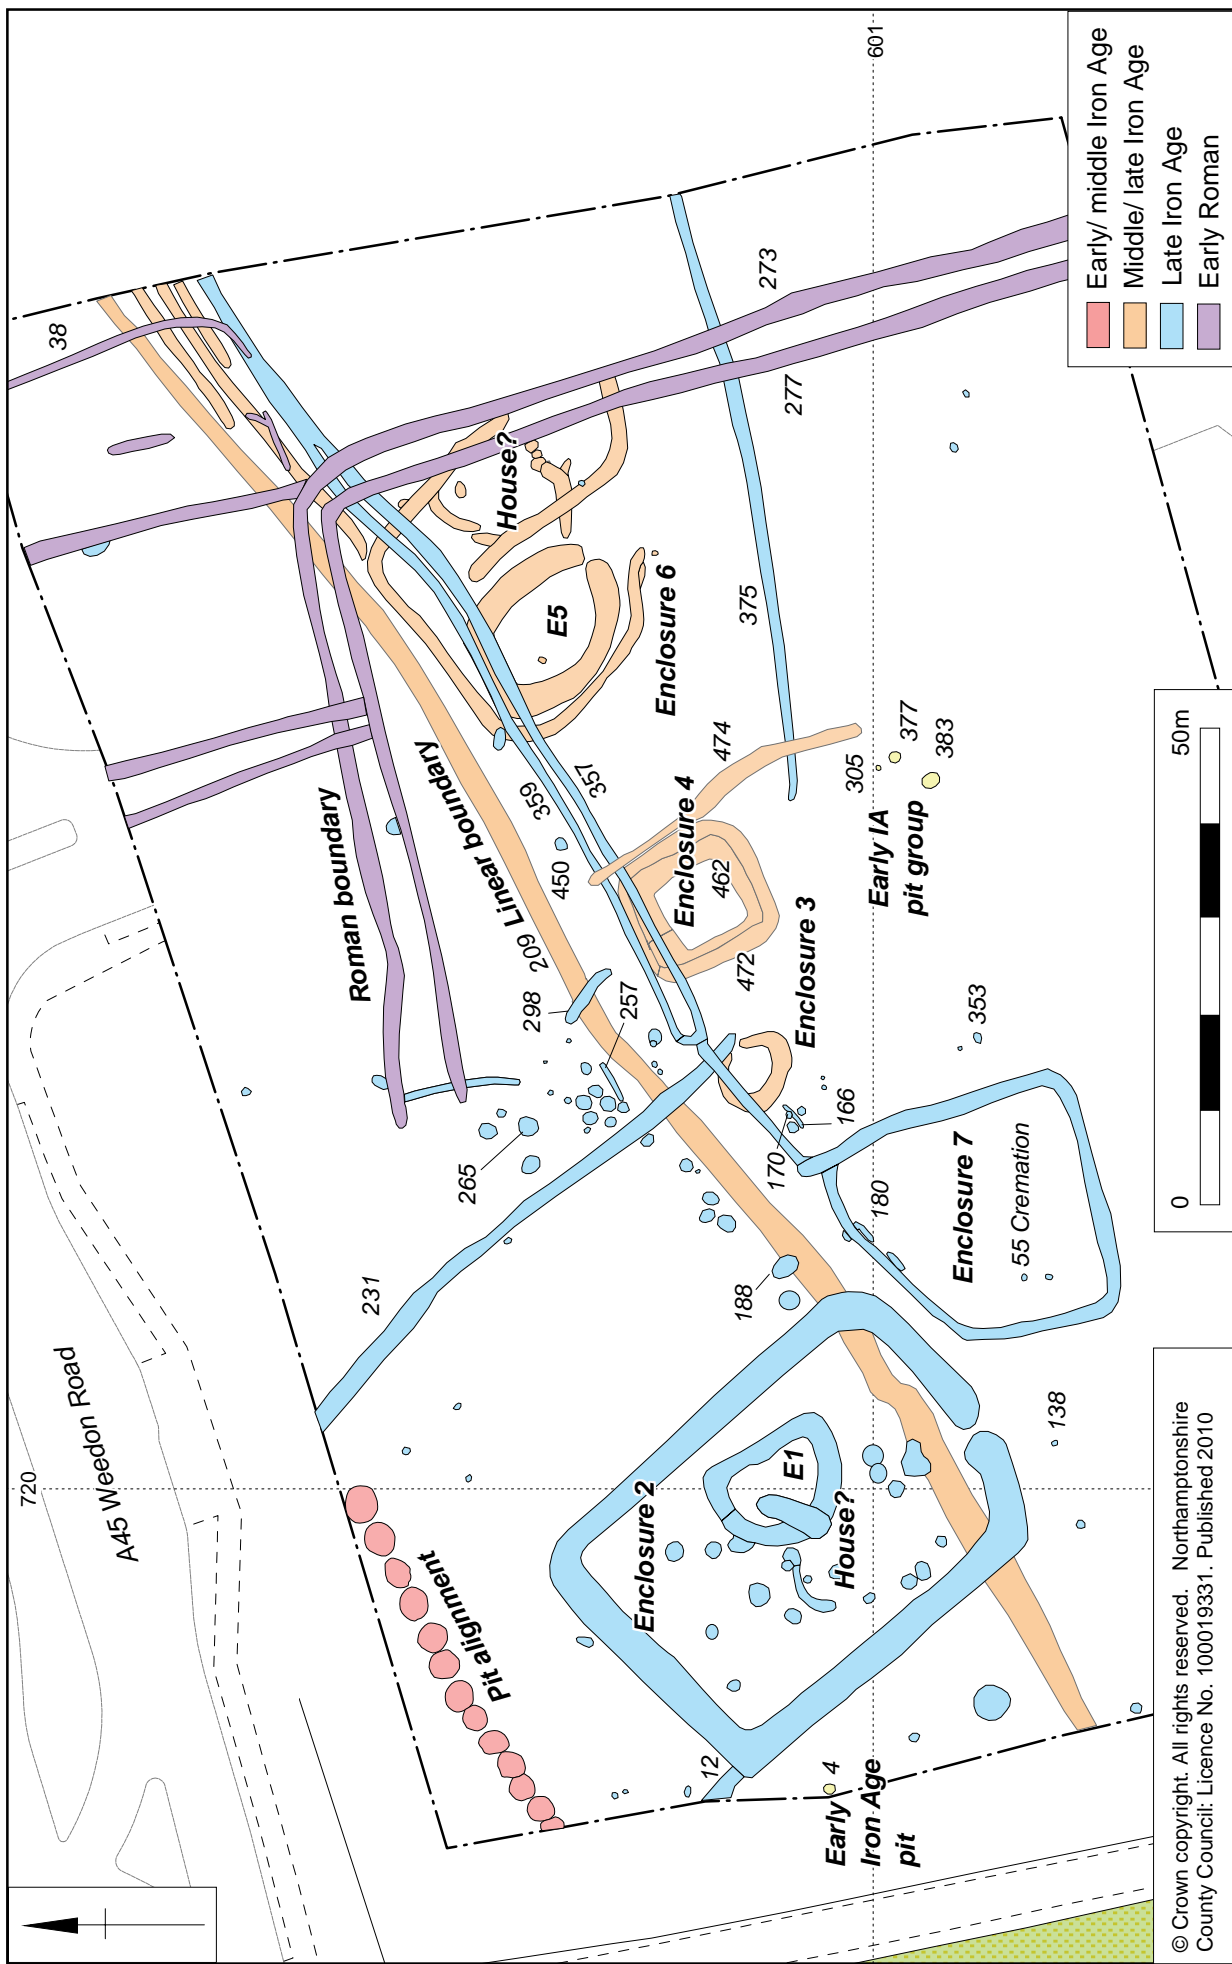 A45 Weedon Road
720
601
38
Roman boundary
209 Linear boundary
Pit alignment
231
265
298
257
450
359
357
House?
E5
Enclosure 6
273
277
375
474
Enclosure 4
462
472
Enclosure 3
305
377
383
Early IA
pit group
353
166
170
180
188
Enclosure 7
55 Cremation
138
Enclosure 2
E1
House?
12
4
Early
Iron Age
pit
Early/ middle Iron Age
Middle/ late Iron Age
Late Iron Age
Early Roman
0
50m
© Crown copyright. All rights reserved. Northamptonshire
County Council: Licence No. 100019331. Published 2010